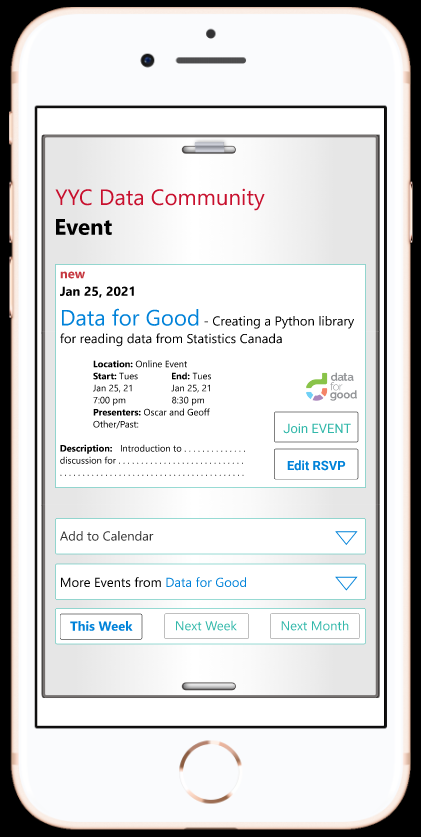 YYC Data Community
Event
new
Jan 25, 2021
Data for Good - Creating a Python library
for reading data from Statistics Canada
Location: Online Event
Start: Tues End: Tues
Jan 25, 21 Jan 25, 21
7:00 pm 8:30 pm
Presenters: Oscar and Geoff
Other/Past:
data
for
good
Join EVENT
Description: Introduction to . . . . . . . . . . . . . .
discussion for . . . . . . . . . . . . . . . . . . . . . . . . . . . .
. . . . . . . . . . . . . . . . . . . . . . . . . . . . . . . . . . . . . . . . .
Edit RSVP
Add to Calendar
More Events from Data for Good
This Week Next Week Next Month